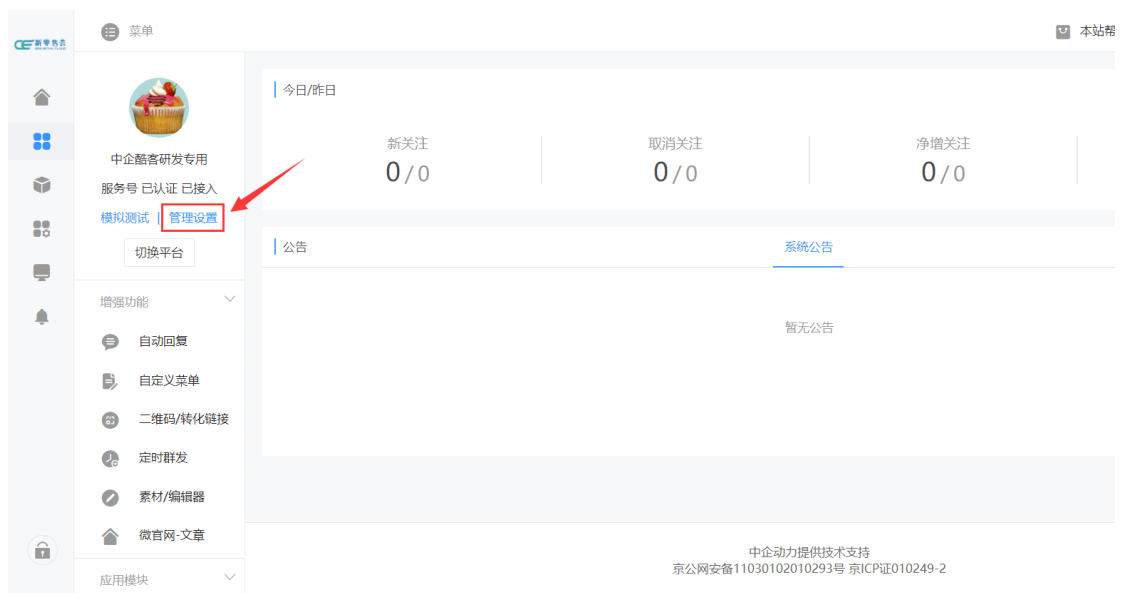 新零售云
菜单
本站帮
中企酷客研发专用
服务号 已认证 已接入
模拟测试 | 管理设置
切换平台
增强功能
自动回复
自定义菜单
二维码/转化链接
定时群发
素材/编辑器
微官网-文章
应用模块
今日/昨日
新关注
0/0
取消关注
0/0
净增关注
0/0
公告
系统公告
暂无公告
中企动力提供技术支持
京公网安备11030102010293号 京ICP证010249-2